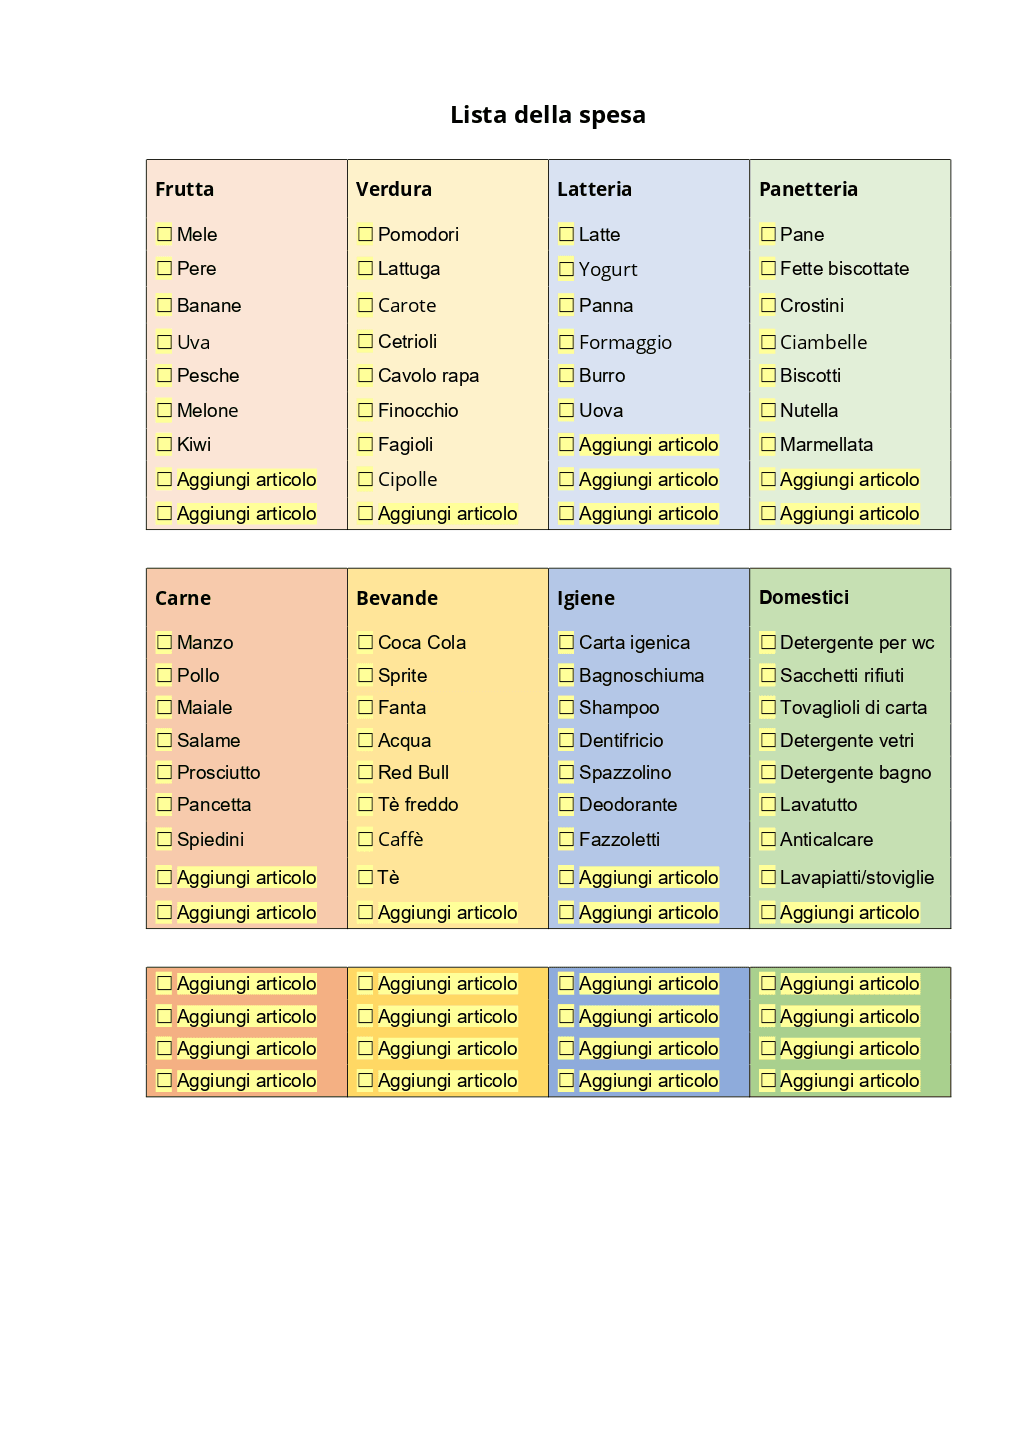 Lista della spesa
Frutta Verdura Latteria Panetteria
☐ Mele ☐ Pomodori ☐ Latte ☐ Pane
☐ Pere ☐ Lattuga ☐ Yogurt ☐ Fette biscottate
☐ Banane ☐ Carote ☐ Panna ☐ Crostini
☐ Uva ☐ Cetrioli ☐ Formaggio ☐ Ciambelle
☐ Pesche ☐ Cavolo rapa ☐ Burro ☐ Biscotti
☐ Melone ☐ Finocchio ☐ Uova ☐ Nutella
☐ Kiwi ☐ Fagioli ☐ Aggiungi articolo ☐ Marmellata
☐ Aggiungi articolo ☐ Cipolle ☐ Aggiungi articolo ☐ Aggiungi articolo
☐ Aggiungi articolo ☐ Aggiungi articolo ☐ Aggiungi articolo ☐ Aggiungi articolo
Carne Bevande Igiene Domestici
☐ Manzo ☐ Coca Cola ☐ Carta igenica ☐ Detergente per wc
☐ Pollo ☐ Sprite ☐ Bagnoschiuma ☐ Sacchetti rifiuti
☐ Maiale ☐ Fanta ☐ Shampoo ☐ Tovaglioli di carta
☐ Salame ☐ Acqua ☐ Dentifricio ☐ Detergente vetri
☐ Prosciutto ☐ Red Bull ☐ Spazzolino ☐ Detergente bagno
☐ Pancetta ☐ Tè freddo ☐ Deodorante ☐ Lavatutto
☐ Spiedini ☐ Caffè ☐ Fazzoletti ☐ Anticalcare
☐ Aggiungi articolo ☐ Tè ☐ Aggiungi articolo ☐ Lavapiatti/stoviglie
☐ Aggiungi articolo ☐ Aggiungi articolo ☐ Aggiungi articolo ☐ Aggiungi articolo
☐ Aggiungi articolo ☐ Aggiungi articolo ☐ Aggiungi articolo ☐ Aggiungi articolo
☐ Aggiungi articolo ☐ Aggiungi articolo ☐ Aggiungi articolo ☐ Aggiungi articolo
☐ Aggiungi articolo ☐ Aggiungi articolo ☐ Aggiungi articolo ☐ Aggiungi articolo
☐ Aggiungi articolo ☐ Aggiungi articolo ☐ Aggiungi articolo ☐ Aggiungi articolo